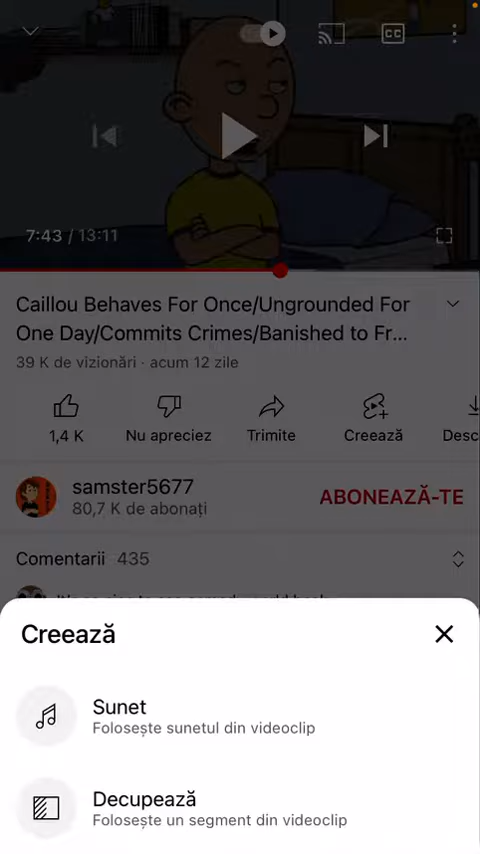 CC
7:43 / 13:11
Caillou Behaves For Once/Ungrounded For
One Day/Commits Crimes/Banished to Fr...
39 K de vizionări · acum 12 zile
1,4 K
Nu apreciez
Trimite
Creează
Desc
samster5677
80,7 K de abonați
ABONEAZĂ-TE
Comentarii 435
Creează
Sunet
Folosește sunetul din videoclip
Decupează
Folosește un segment din videoclip